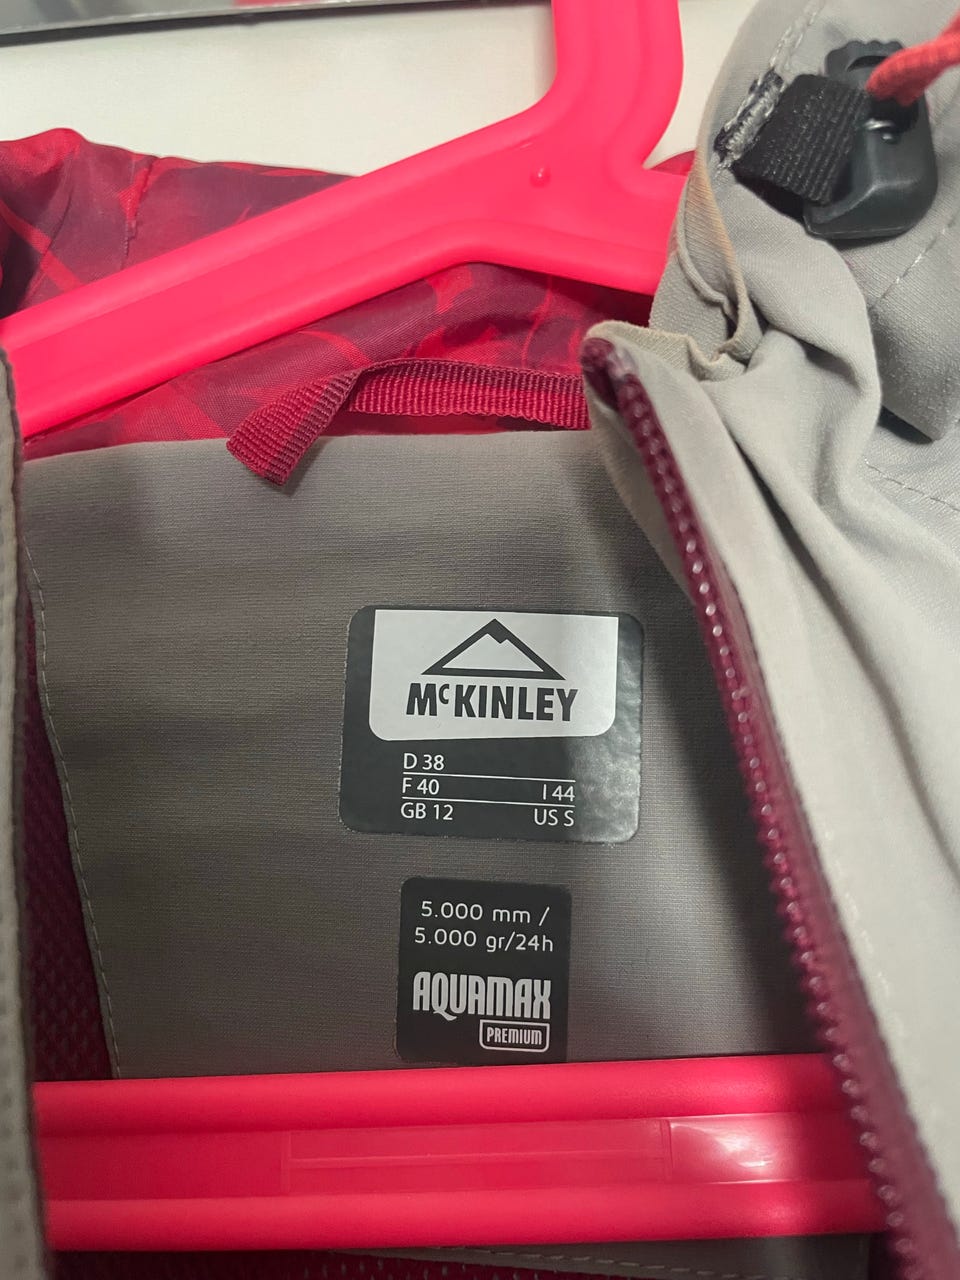 McKINLEY
D 38
F 40 I 44
GB 12 US S
5.000 mm /
5.000 gr/24h
AQUAMAX
PREMIUM